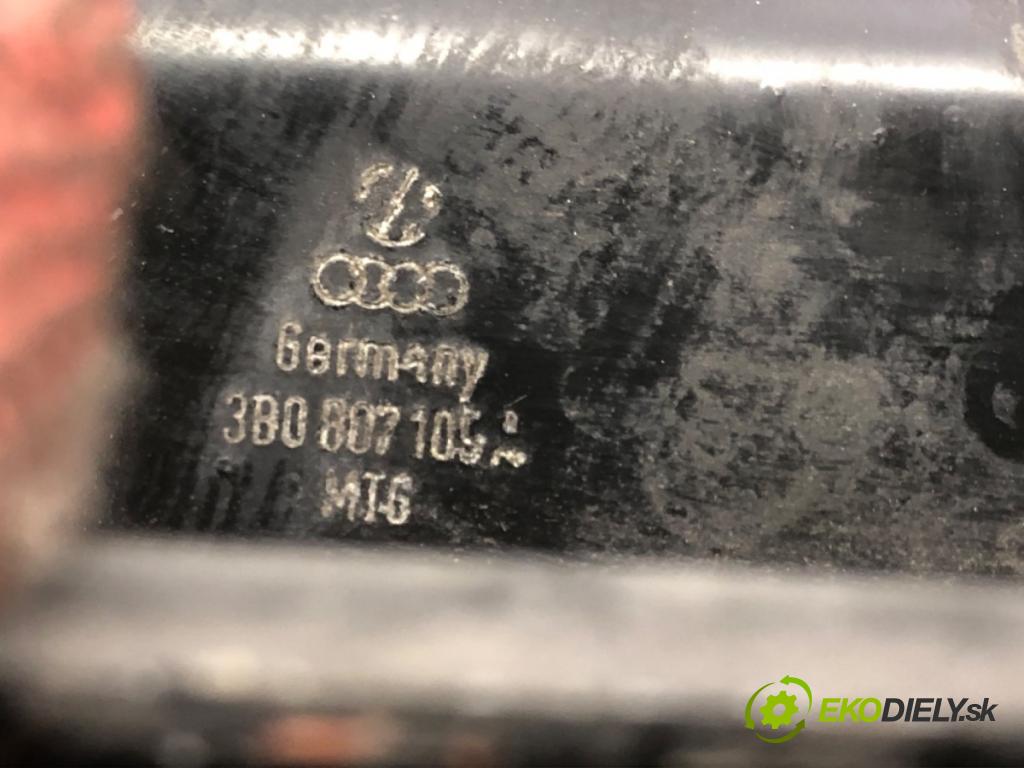 Germany
3B0 807 105
MTG
EKODIELY.sk